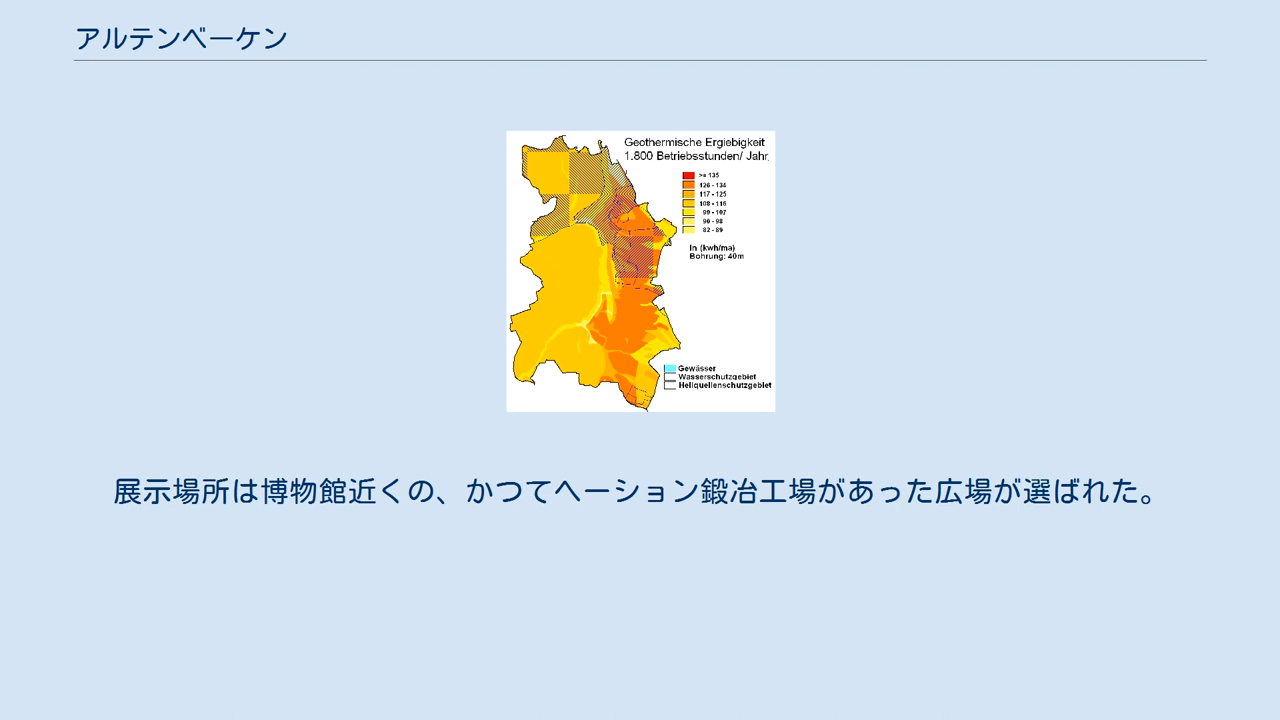 アルテンベーケン
Geothermische Ergiebigkeit
1.800 Betriebsstunden/ Jahr
>= 135
126 - 134
117 - 125
108 - 116
99 - 107
90 - 98
82 - 89
In (kwh/ma)
Bohrung: 40m
Gewässer
Wasserschutzgebiet
Heilquellenschutzgebiet
展示場所は博物館近くの、かつてヘーション鍛冶工場があった広場が選ばれた。